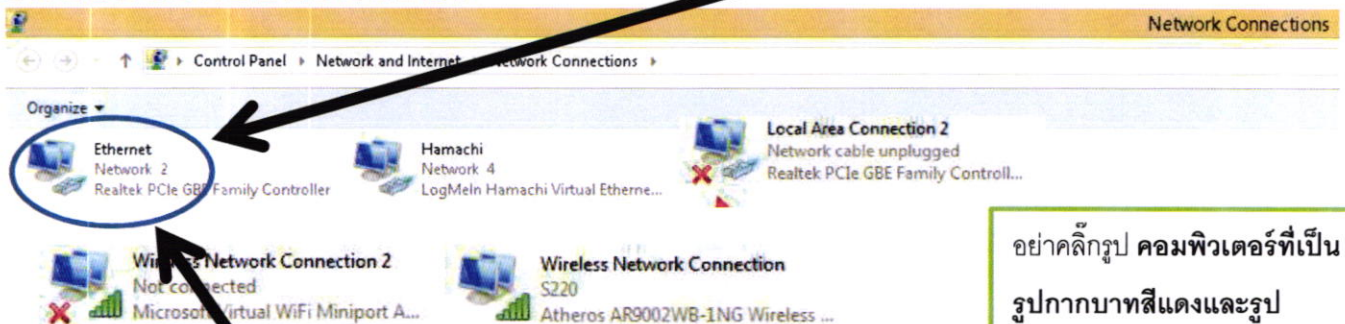 Network Connections
Control Panel ▸ Network and Internet ▸ Network Connections ▸
Organize ▾
Ethernet
Network 2
Realtek PCIe GBE Family Controller
Hamachi
Network 4
LogMeIn Hamachi Virtual Etherne...
Local Area Connection 2
Network cable unplugged
Realtek PCIe GBE Family Controll...
Wireless Network Connection 2
Not connected
Microsoft Virtual WiFi Miniport A...
Wireless Network Connection
S220
Atheros AR9002WB-1NG Wireless ...
อย่าคลิ๊กรูป คอมพิวเตอร์ที่เป็น
รูปกากบาทสีแดงและรูป